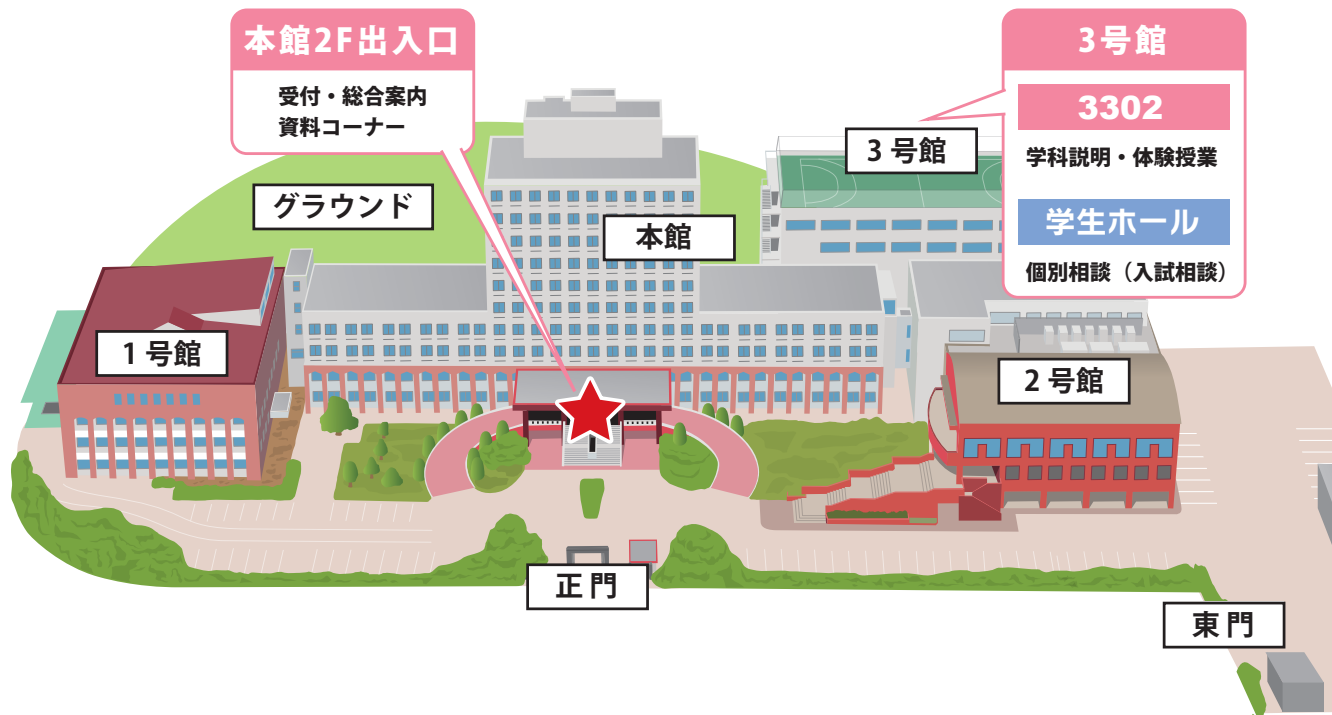 本館2F出入口
受付・総合案内
資料コーナー
3号館
3302
学科説明・体験授業
学生ホール
個別相談（入試相談）
3号館
グラウンド
本館
1号館
2号館
正門
東門